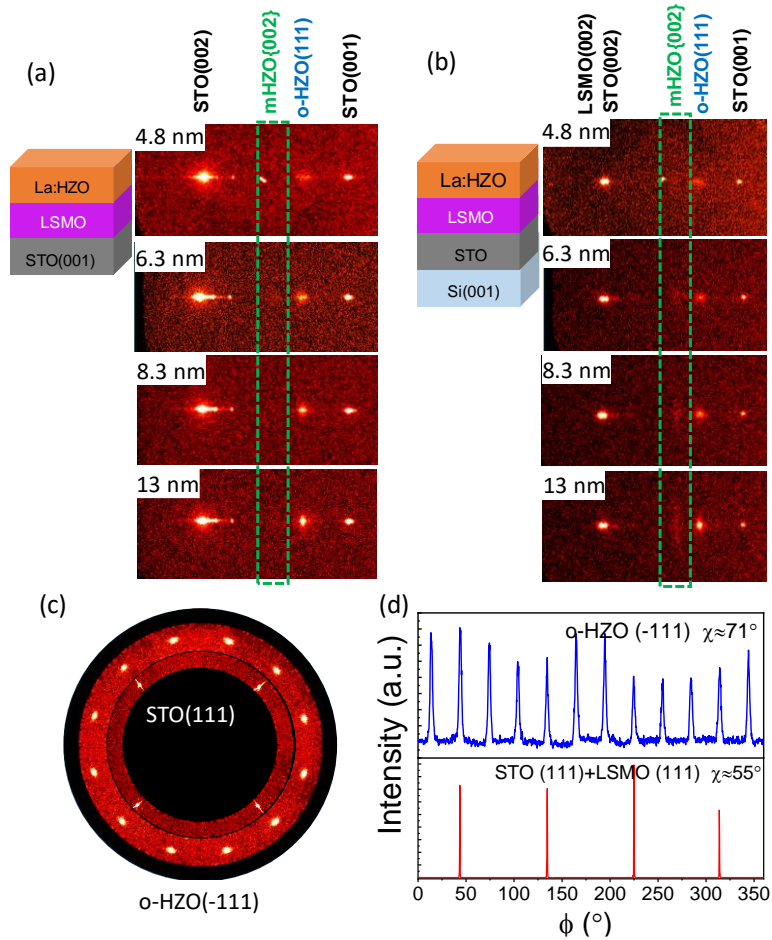 (a)
STO(002)
mHZO{002}
o-HZO(111)
STO(001)
4.8 nm
La:HZO
LSMO
STO(001)
6.3 nm
8.3 nm
13 nm
(b)
LSMO(002)
STO(002)
mHZO{002}
o-HZO(111)
STO(001)
4.8 nm
La:HZO
LSMO
STO
Si(001)
6.3 nm
8.3 nm
13 nm
(c)
STO(111)
o-HZO(-111)
(d)
o-HZO (-111) χ≈71°
STO (111)+LSMO (111) χ≈55°
Intensity (a.u.)
0 50 100 150 200 250 300 350
ϕ (°)